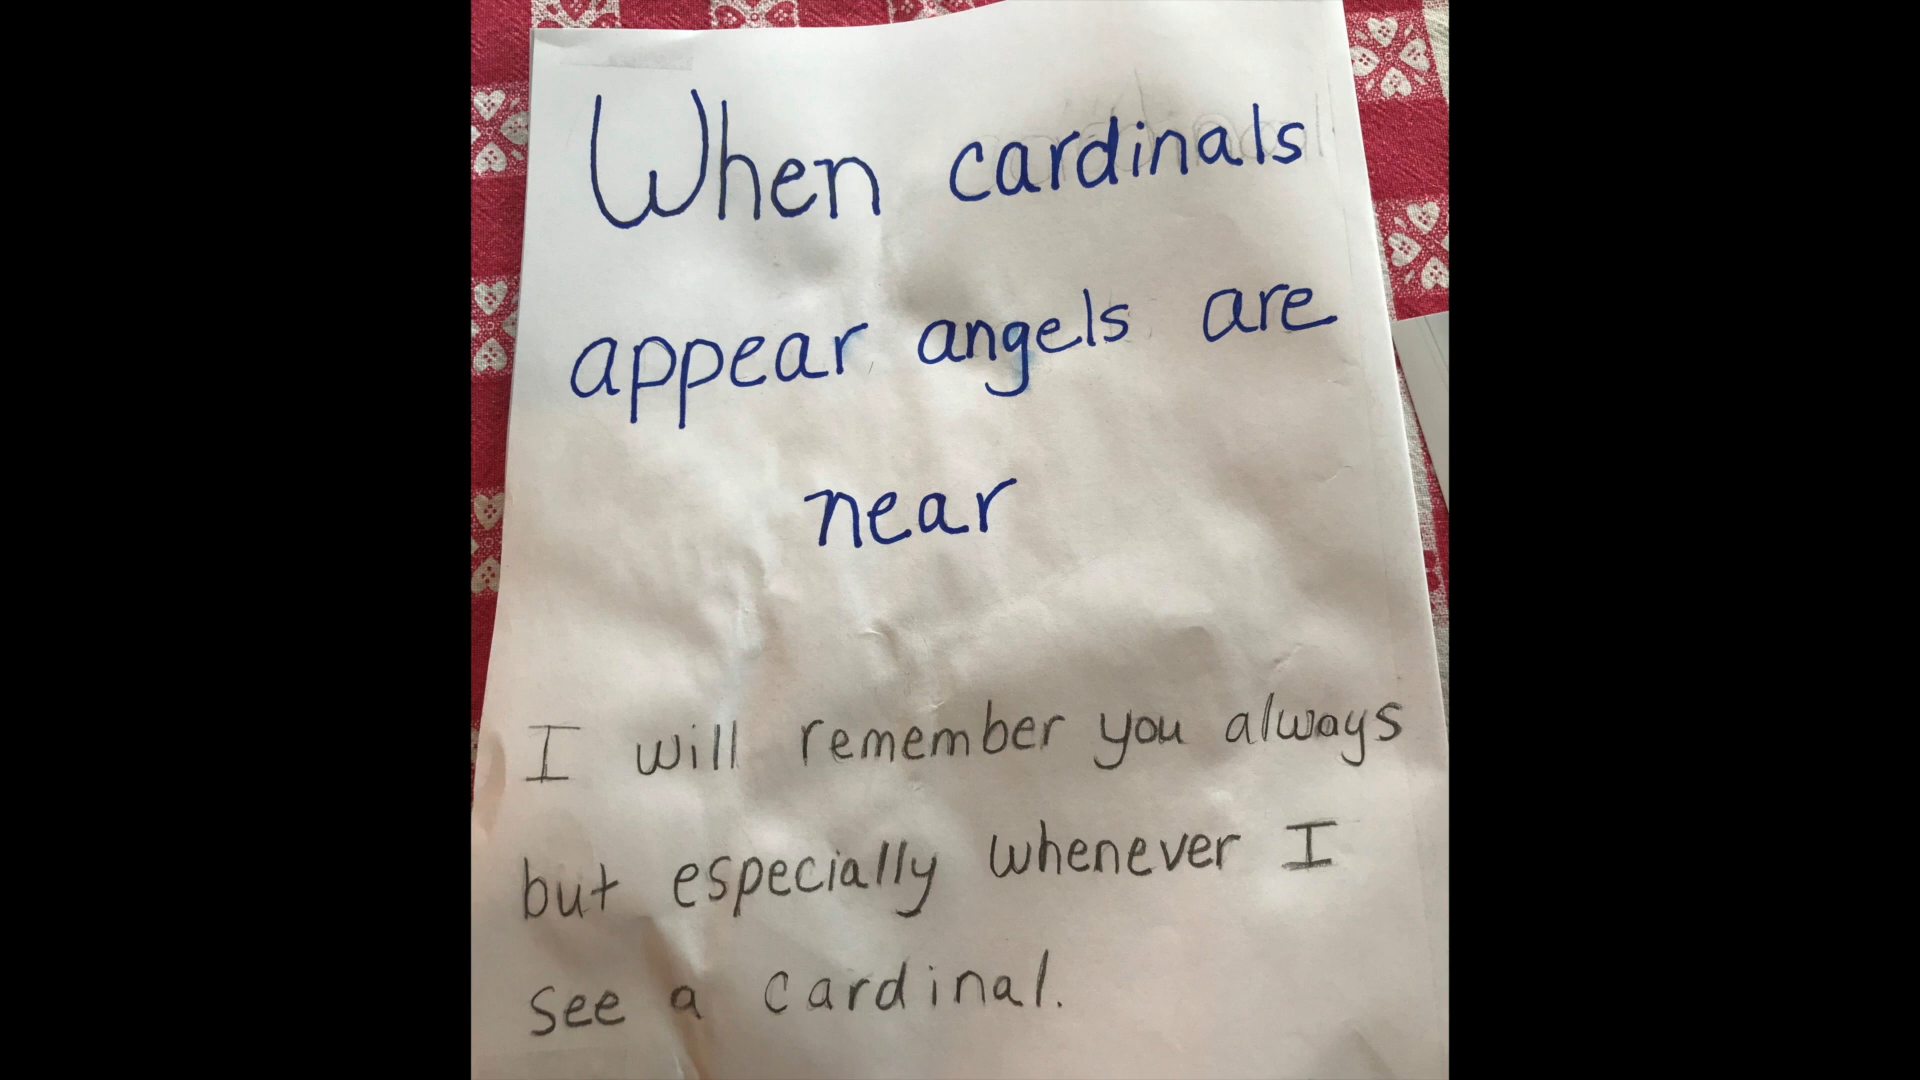 When cardinals
appear angels are
near
I will remember you always
but especially whenever I
see a cardinal.